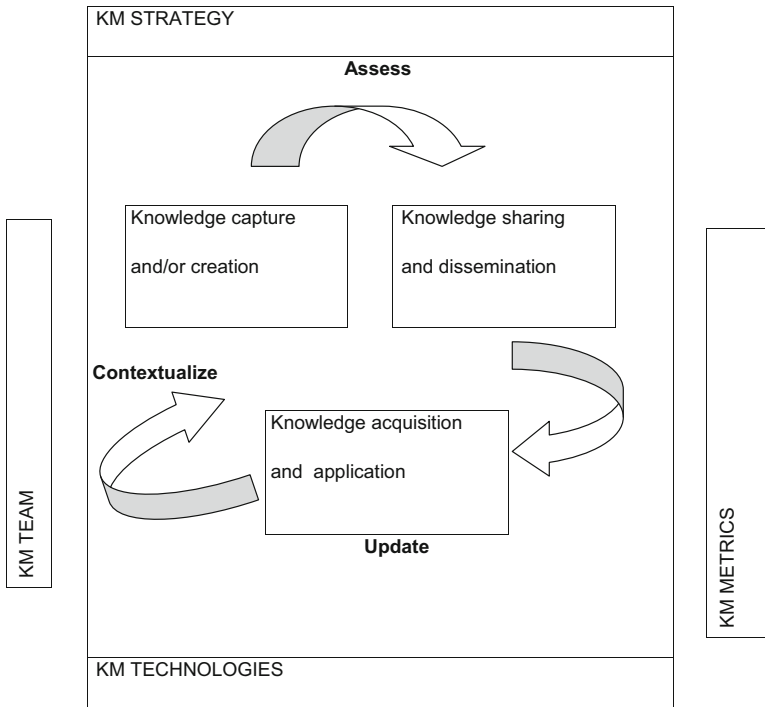 KM STRATEGY
Assess
Knowledge capture
and/or creation
Knowledge sharing
and dissemination
Contextualize
Knowledge acquisition
and application
Update
KM TEAM
KM METRICS
KM TECHNOLOGIES